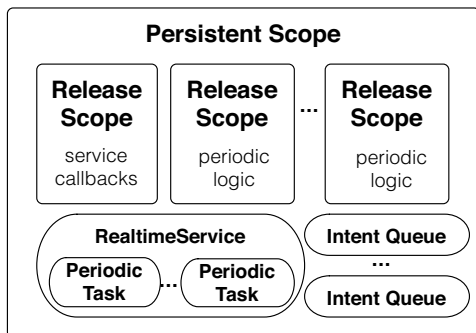 Persistent Scope
Release
Scope
service
callbacks
Release
Scope
periodic
logic
...
Release
Scope
periodic
logic
RealtimeService
Periodic
Task
...
Periodic
Task
Intent Queue
...
Intent Queue